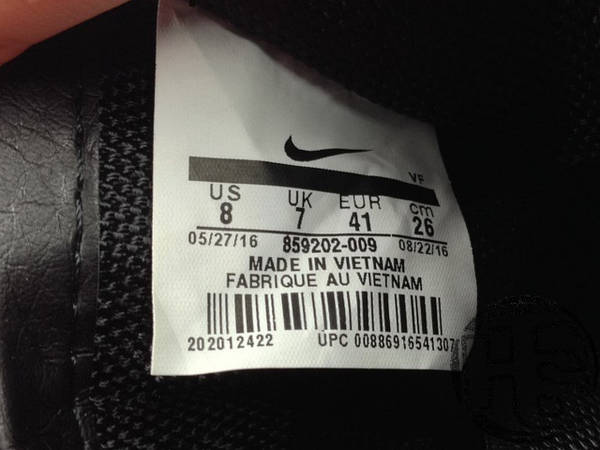 VF
US UK EUR cm
8 7 41 26
05/27/16 859202-009 08/22/16
MADE IN VIETNAM
FABRIQUE AU VIETNAM
202012422 UPC 00886916541307